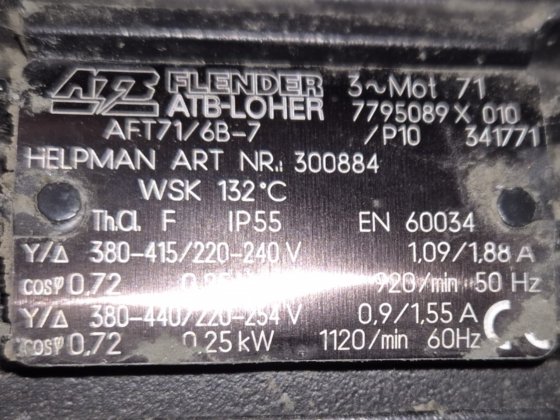 ATB FLENDER 3~Mot 71
ATB-LOHER 7795089 X 010
AFT71/6B-7 /P10 341771
HELPMAN ART NR.: 300884
WSK 132°C
Th.Cl. F IP55 EN 60034
Y/Δ 380-415/220-240 V 1,09/1,88 A
cosφ 0,72 920/min 50 Hz
Y/Δ 380-440/220-254 V 0,9/1,55 A
cosφ 0,72 0,25 kW 1120/min 60Hz CE